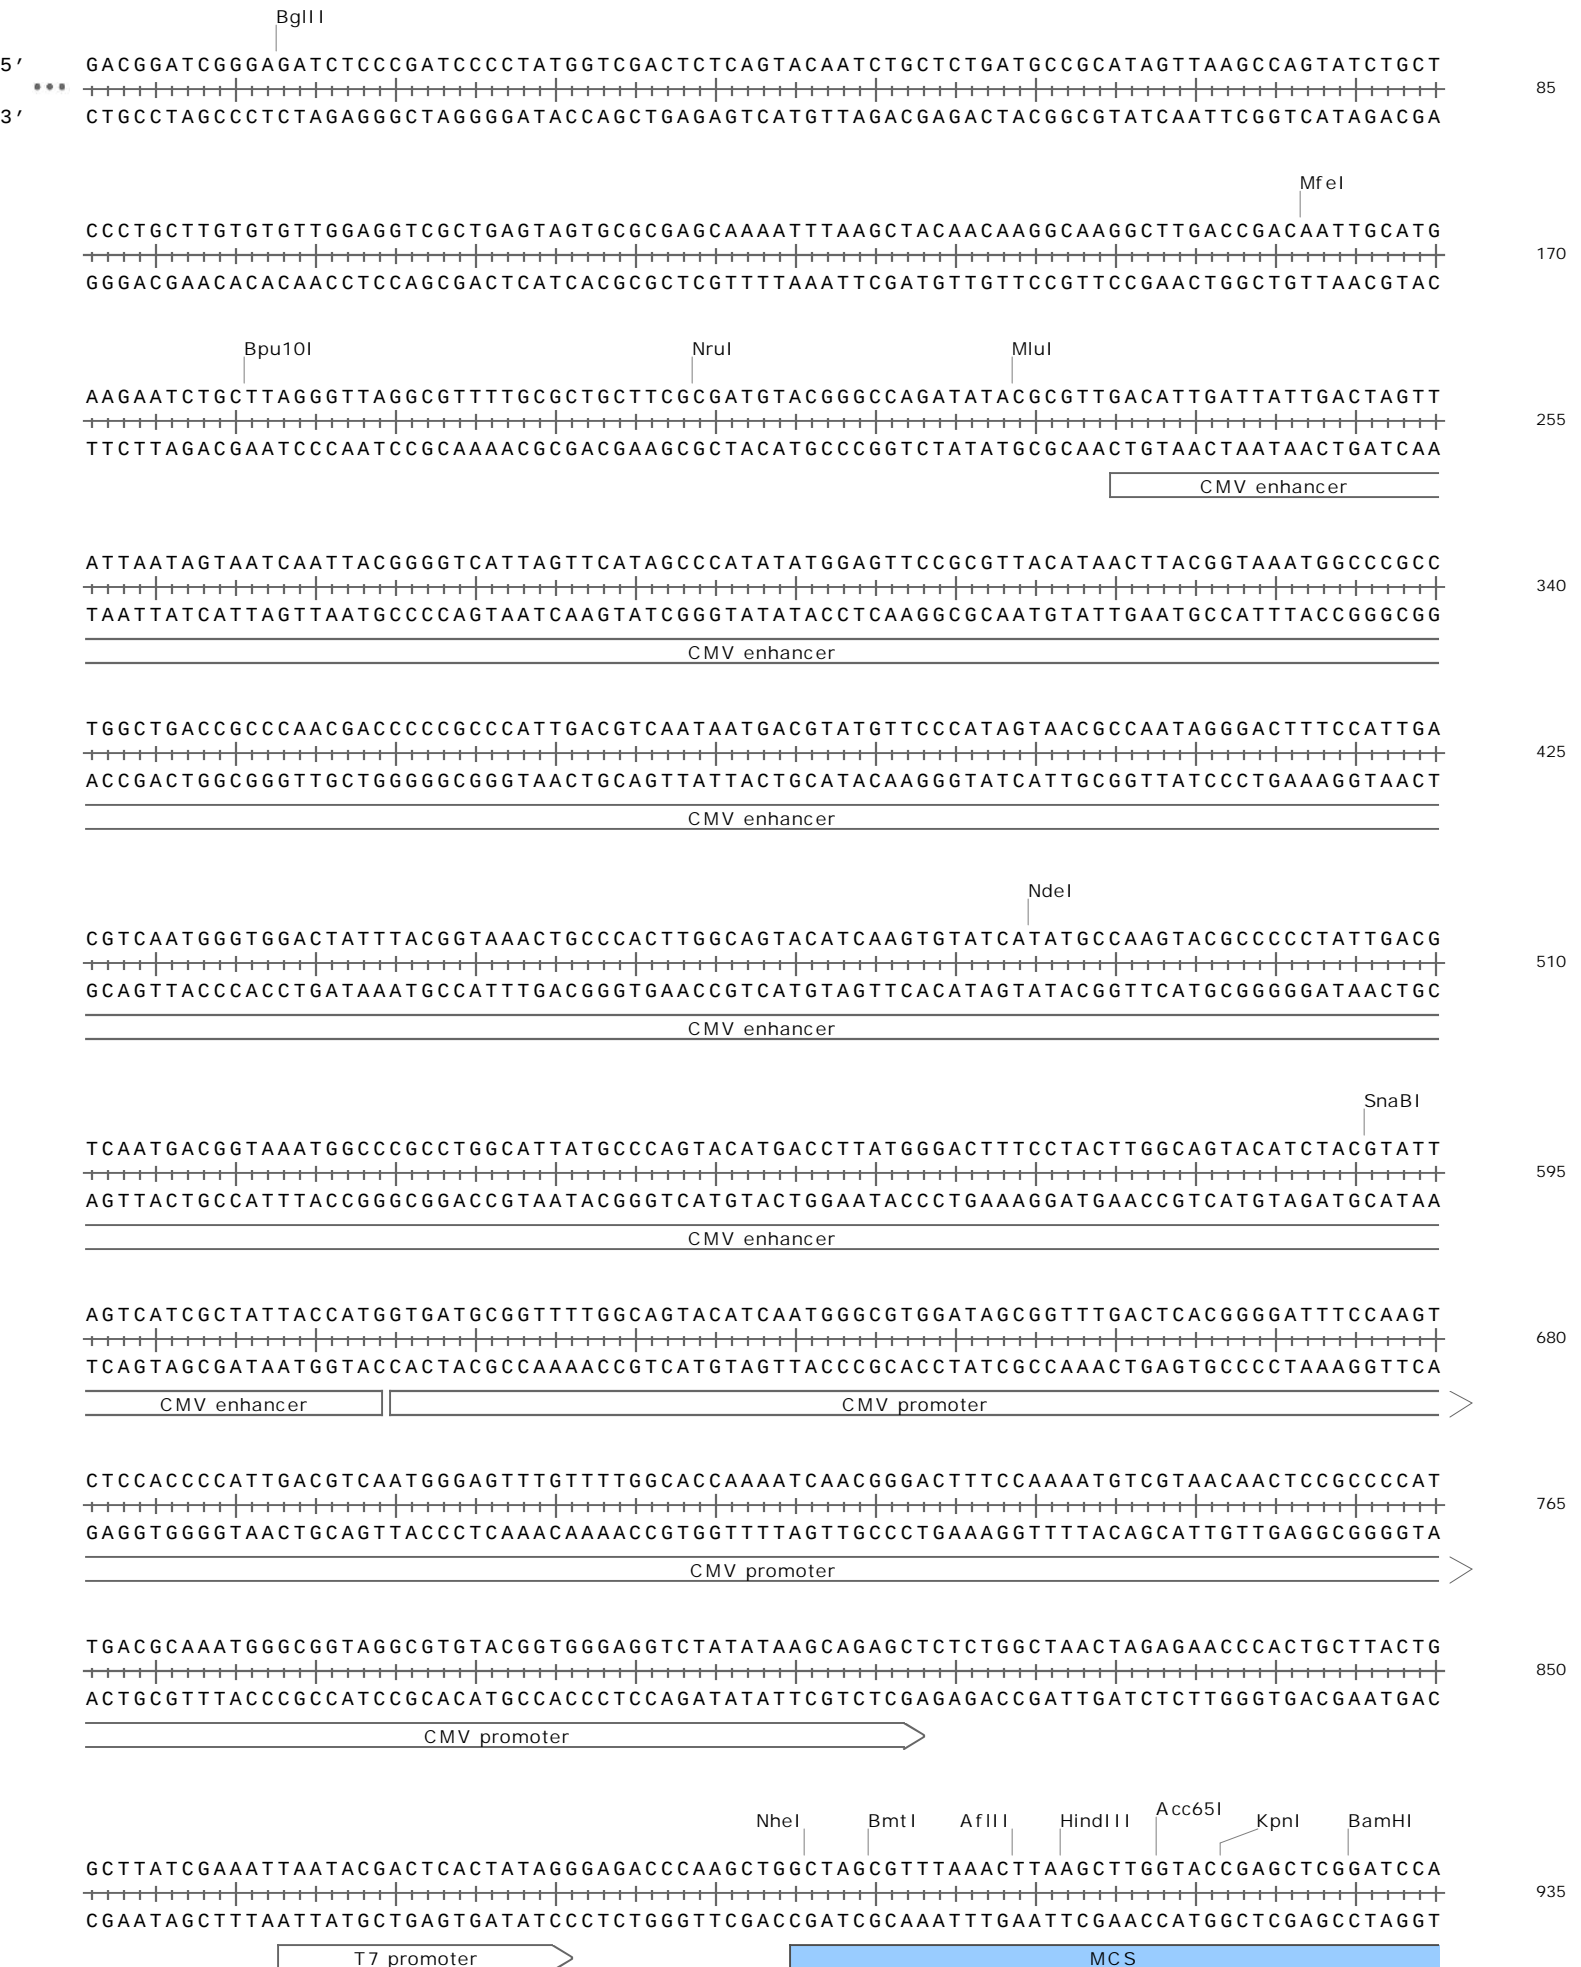 BglII
5′ GACGGATCGGGAGATCTCCCGATCCCCTATGGTCGACTCTCAGTACAATCTGCTCTGATGCCGCATAGTTAAGCCAGTATCTGCT
85
3′ CTGCCTAGCCCTCTAGAGGGCTAGGGGATACCAGCTGAGAGTCATGTTAGACGAGACTACGGCGTATCAATTCGGTCATAGACGA
MfeI
CCCTGCTTGTGTGTTGGAGGTCGCTGAGTAGTGCGCGAGCAAAATTTAAGCTACAACAAGGCAAGGCTTGACCGACAATTGCATG
170
GGGACGAACACACAACCTCCAGCGACTCATCACGCGCTCGTTTTAAATTCGATGTTGTTCCGTTCCGAACTGGCTGTTAACGTAC
Bpu10I NruI MluI
AAGAATCTGCTTAGGGTTAGGCGTTTTGCGCTGCTTCGCGATGTACGGGCCAGATATACGCGTTGACATTGATTATTGACTAGTT
255
TTCTTAGACGAATCCCAATCCGCAAAACGCGACGAAGCGCTACATGCCCGGTCTATATGCGCAACTGTAACTAATAACTGATCAA
CMV enhancer
ATTAATAGTAATCAATTACGGGGTCATTAGTTCATAGCCCATATATGGAGTTCCGCGTTACATAACTTACGGTAAATGGCCCGCC
340
TAATTATCATTAGTTAATGCCCCAGTAATCAAGTATCGGGTATATACCTCAAGGCGCAATGTATTGAATGCCATTTACCGGGCGG
CMV enhancer
TGGCTGACCGCCCAACGACCCCCGCCCATTGACGTCAATAATGACGTATGTTCCCATAGTAACGCCAATAGGGACTTTCCATTGA
425
ACCGACTGGCGGGTTGCTGGGGGCGGGTAACTGCAGTTATTACTGCATACAAGGGTATCATTGCGGTTATCCCTGAAAGGTAACT
CMV enhancer
NdeI
CGTCAATGGGTGGACTATTTACGGTAAACTGCCCACTTGGCAGTACATCAAGTGTATCATATGCCAAGTACGCCCCCTATTGACG
510
GCAGTTACCCACCTGATAAATGCCATTTGACGGGTGAACCGTCATGTAGTTCACATAGTATACGGTTCATGCGGGGGATAACTGC
CMV enhancer
SnaBI
TCAATGACGGTAAATGGCCCGCCTGGCATTATGCCCAGTACATGACCTTATGGGACTTTCCTACTTGGCAGTACATCTACGTATT
595
AGTTACTGCCATTTACCGGGCGGACCGTAATACGGGTCATGTACTGGAATACCCTGAAAGGATGAACCGTCATGTAGATGCATAA
CMV enhancer
AGTCATCGCTATTACCATGGTGATGCGGTTTTGGCAGTACATCAATGGGCGTGGATAGCGGTTTGACTCACGGGGATTTCCAAGT
680
TCAGTAGCGATAATGGTACCACTACGCCAAAACCGTCATGTAGTTACCCGCACCTATCGCCAAACTGAGTGCCCCTAAAGGTTCA
CMV enhancer CMV promoter
CTCCACCCCATTGACGTCAATGGGAGTTTGTTTTGGCACCAAAATCAACGGGACTTTCCAAAATGTCGTAACAACTCCGCCCCAT
765
GAGGTGGGGTAACTGCAGTTACCCTCAAACAAAACCGTGGTTTTAGTTGCCCTGAAAGGTTTTACAGCATTGTTGAGGCGGGGTA
CMV promoter
TGACGCAAATGGGCGGTAGGCGTGTACGGTGGGAGGTCTATATAAGCAGAGCTCTCTGGCTAACTAGAGAACCCACTGCTTACTG
850
ACTGCGTTTACCCGCCATCCGCACATGCCACCCTCCAGATATATTCGTCTCGAGAGACCGATTGATCTCTTGGGTGACGAATGAC
CMV promoter
NheI BmtI AflII HindIII Acc65I KpnI BamHI
GCTTATCGAAATTAATACGACTCACTATAGGGAGACCCAAGCTGGCTAGCGTTTAAACTTAAGCTTGGTACCGAGCTCGGATCCA
935
CGAATAGCTTTAATTATGCTGAGTGATATCCCTCTGGGTTCGACCGATCGCAAATTTGAATTCGAACCATGGCTCGAGCCTAGGT
T7 promoter MCS